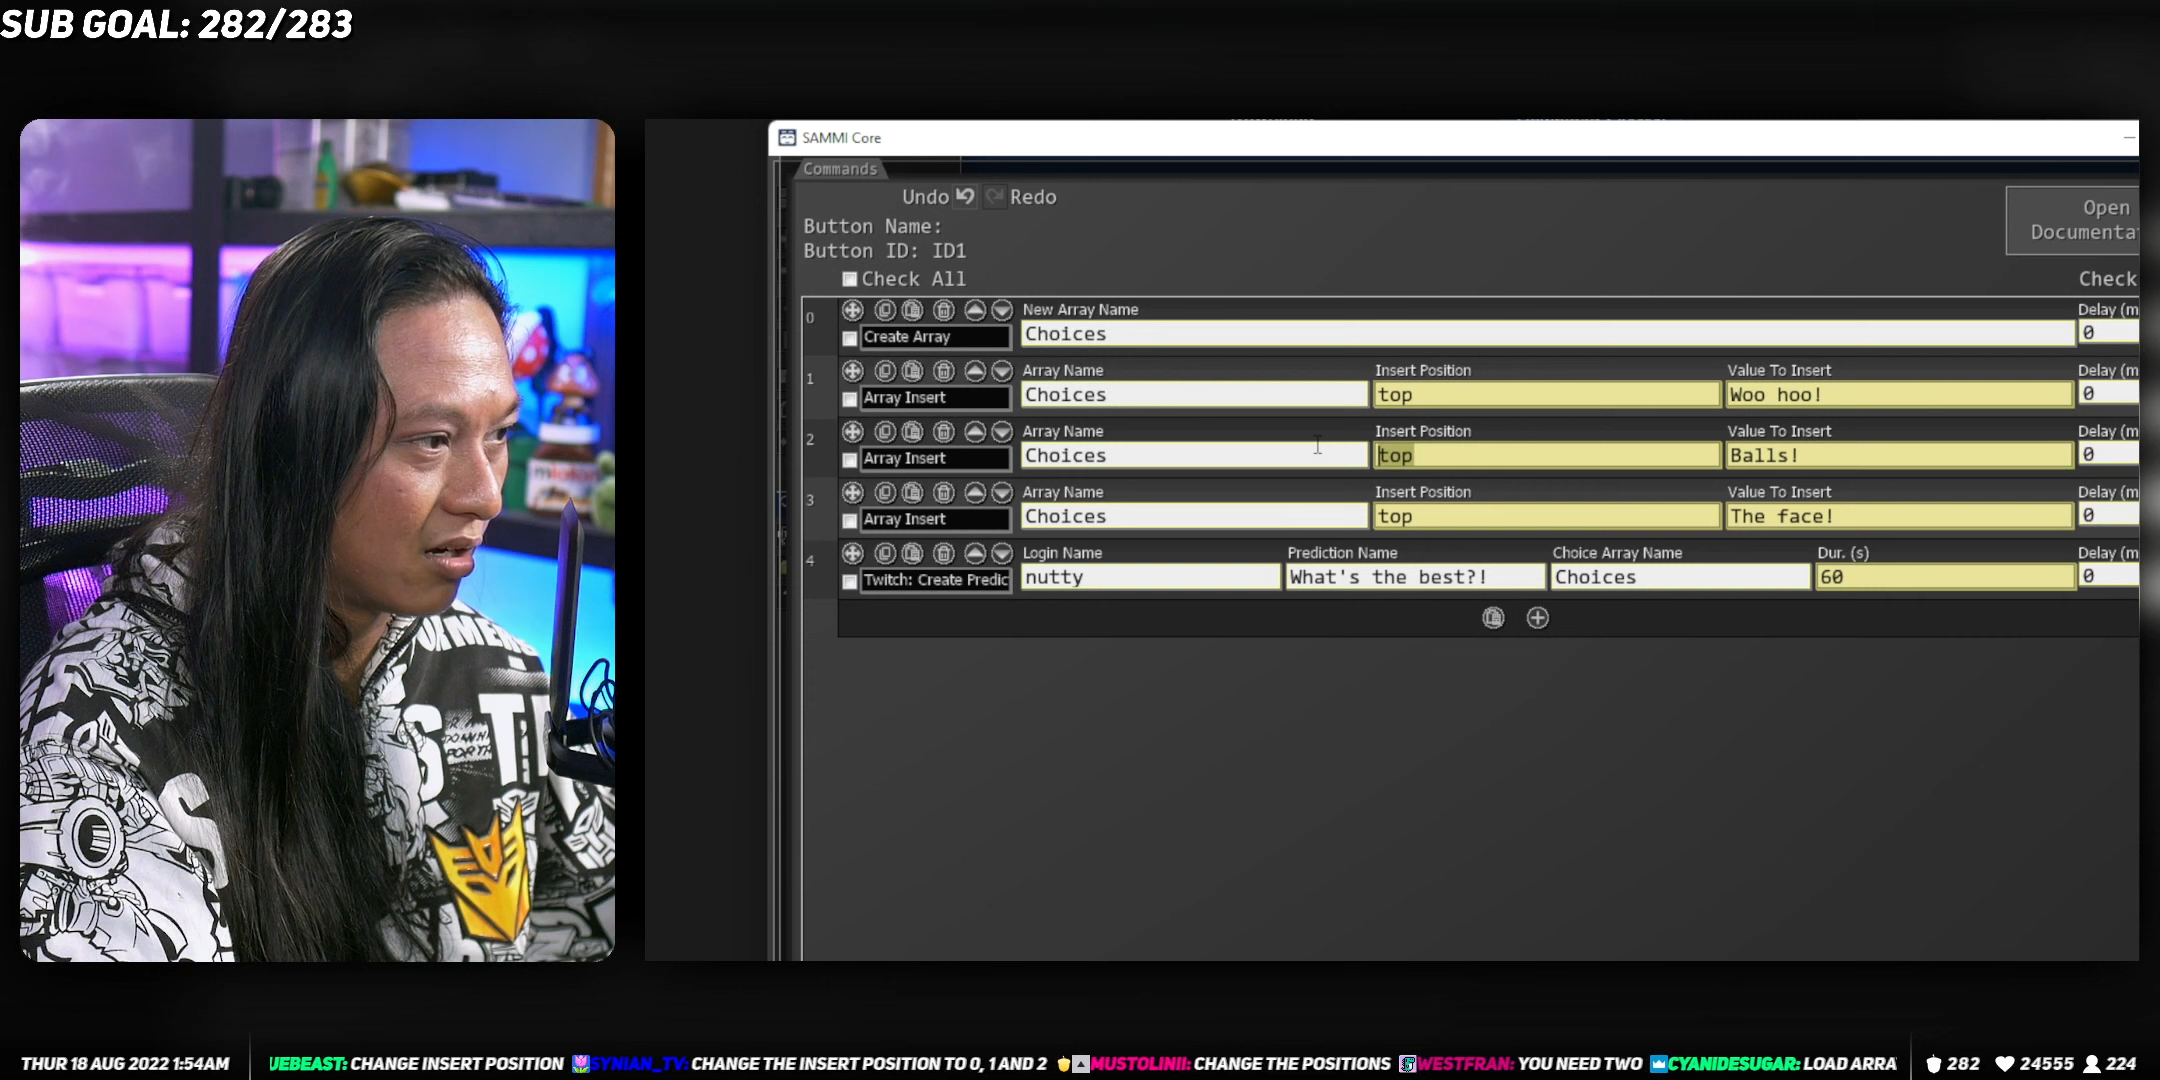 SUB GOAL: 282/283
SAMMI Core
Commands
Undo Redo
Open
Documenta
Button Name:
Button ID: ID1
Check All
Check
0
New Array Name
Delay (m
Create Array
Choices
0
1
Array Name
Insert Position
Value To Insert
Delay (m
Array Insert
Choices
top
Woo hoo!
0
2
Array Name
Insert Position
Value To Insert
Delay (m
Array Insert
Choices
top
Balls!
0
3
Array Name
Insert Position
Value To Insert
Delay (m
Array Insert
Choices
top
The face!
0
4
Login Name
Prediction Name
Choice Array Name
Dur. (s)
Delay (m
Twitch: Create Predic
nutty
What's the best?!
Choices
60
0
THUR 18 AUG 2022 1:54AM
UEBEAST: CHANGE INSERT POSITION SYNIAN_TV: CHANGE THE INSERT POSITION TO 0, 1 AND 2 MUSTOLINII: CHANGE THE POSITIONS WESTFRAN: YOU NEED TWO CYANIDESUGAR: LOAD ARRA
282 24555 224